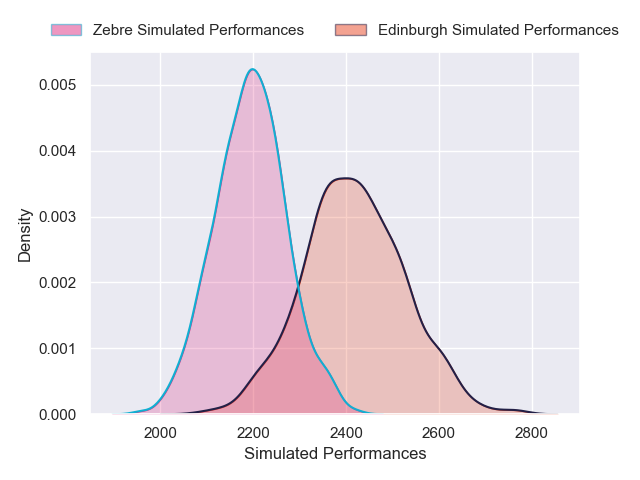 Zebre Simulated Performances
Edinburgh Simulated Performances
0.005
0.004
0.003
0.002
0.001
0.000
Density
2000
2200
2400
2600
2800
Simulated Performances